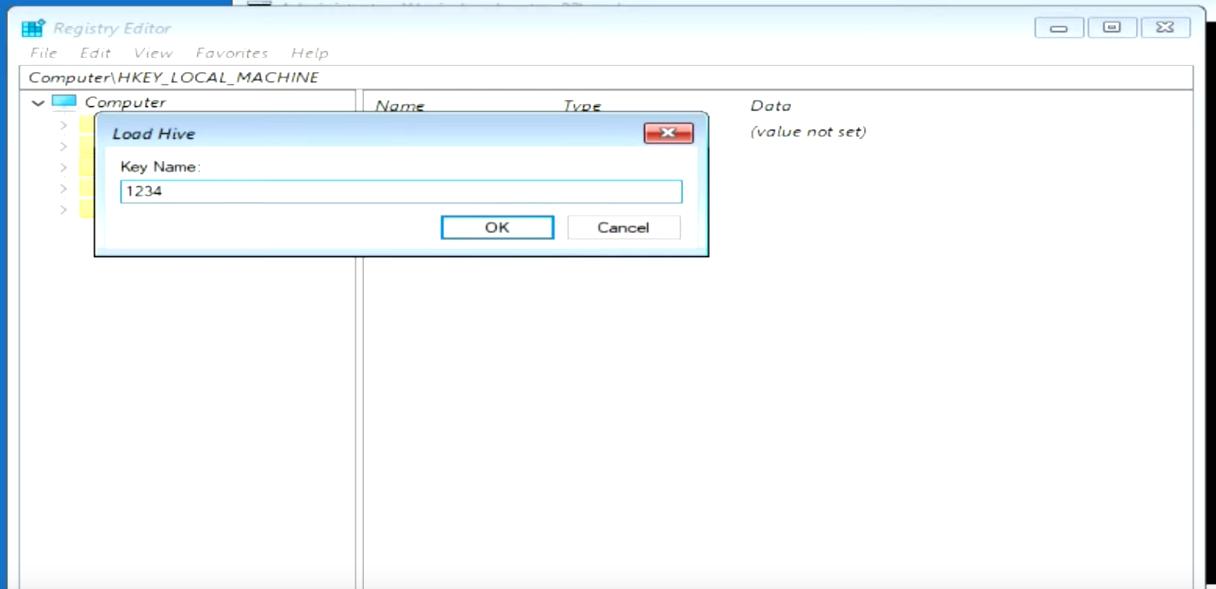 Registry Editor
File Edit View Favorites Help
Computer\HKEY_LOCAL_MACHINE
Computer
Name Type Data
(value not set)
Load Hive
Key Name:
1234
OK Cancel